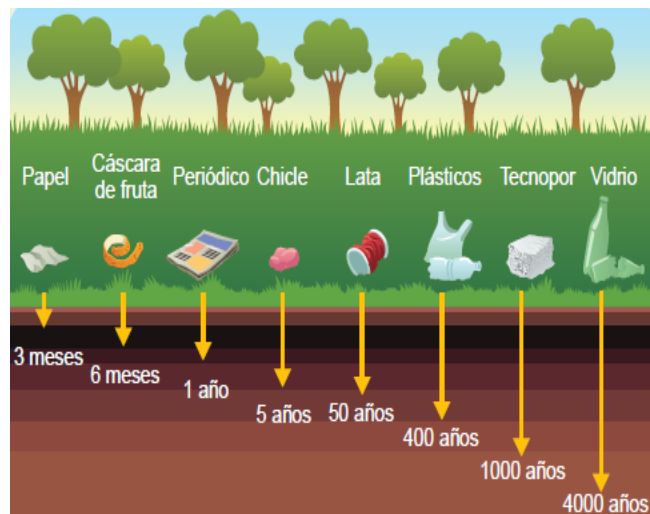 Papel
Cáscara
de fruta
Periódico
Chicle
Lata
Plásticos
Tecnopor
Vidrio
3 meses
6 meses
1 año
5 años
50 años
400 años
1000 años
4000 años